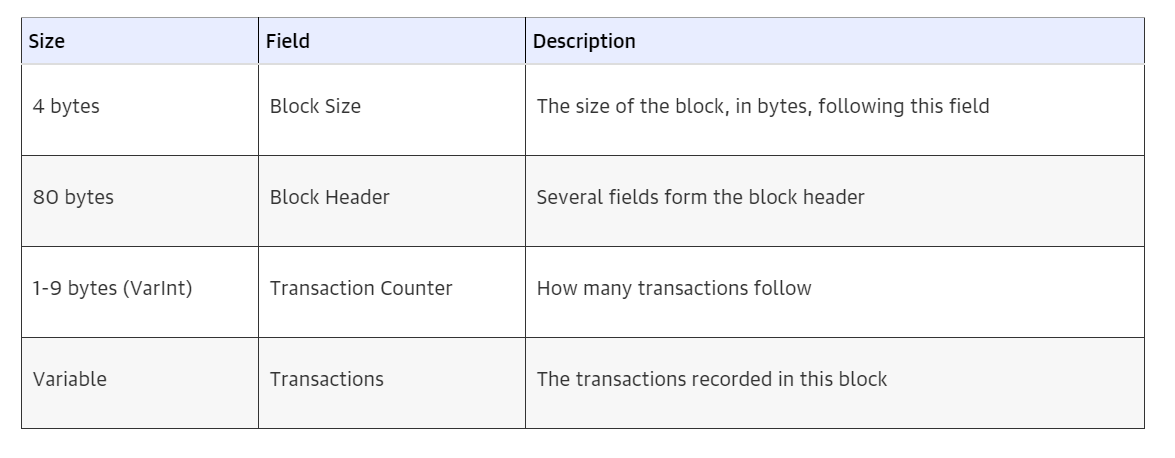 Size Field Description
4 bytes Block Size The size of the block, in bytes, following this field
80 bytes Block Header Several fields form the block header
1-9 bytes (VarInt) Transaction Counter How many transactions follow
Variable Transactions The transactions recorded in this block